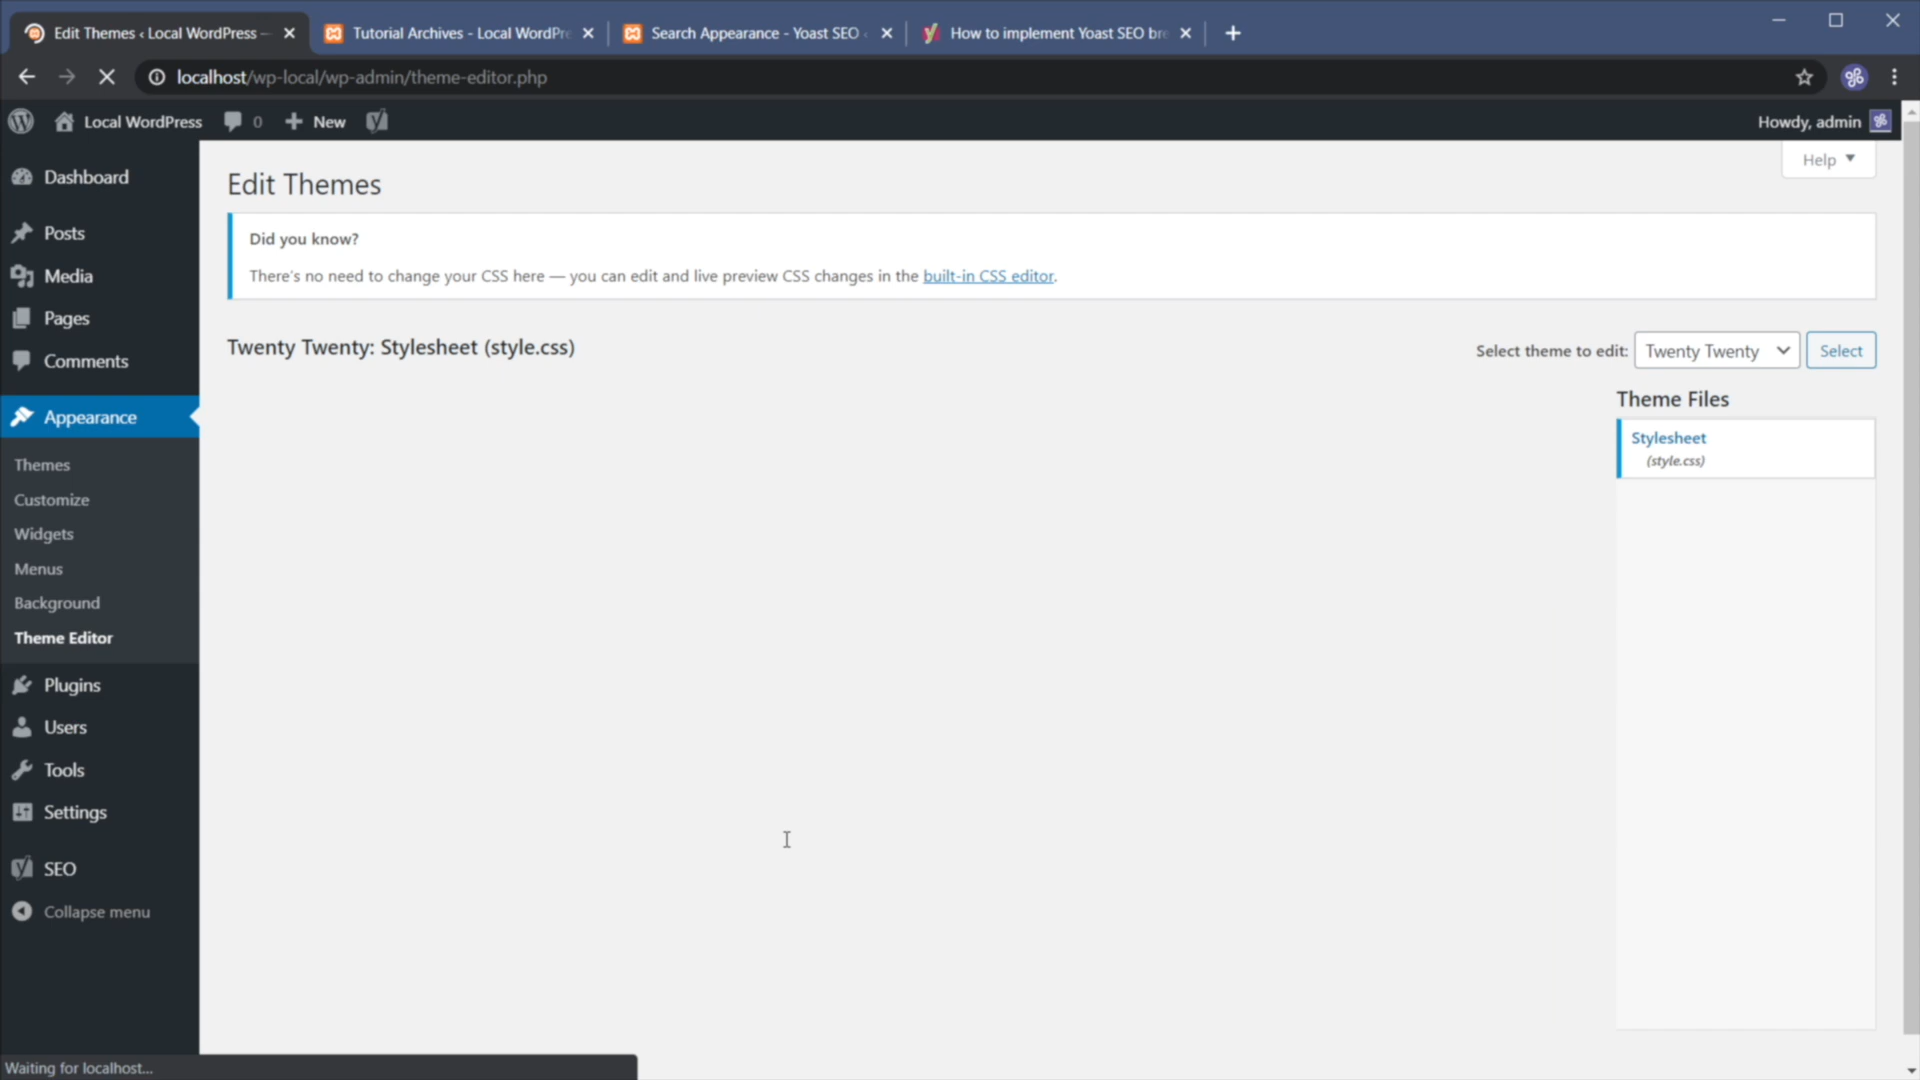 Edit Themes ‹ Local WordPress —
Tutorial Archives - Local WordPr
Search Appearance - Yoast SEO ‹
How to implement Yoast SEO bre
localhost/wp-local/wp-admin/theme-editor.php
Local WordPress
0
New
Howdy, admin
Help
Dashboard
Posts
Media
Pages
Comments
Appearance
Themes
Customize
Widgets
Menus
Background
Theme Editor
Plugins
Users
Tools
Settings
SEO
Collapse menu
Edit Themes
Did you know?
There's no need to change your CSS here — you can edit and live preview CSS changes in the built-in CSS editor.
Twenty Twenty: Stylesheet (style.css)
Select theme to edit: Twenty Twenty Select
Theme Files
Stylesheet
(style.css)
Waiting for localhost...